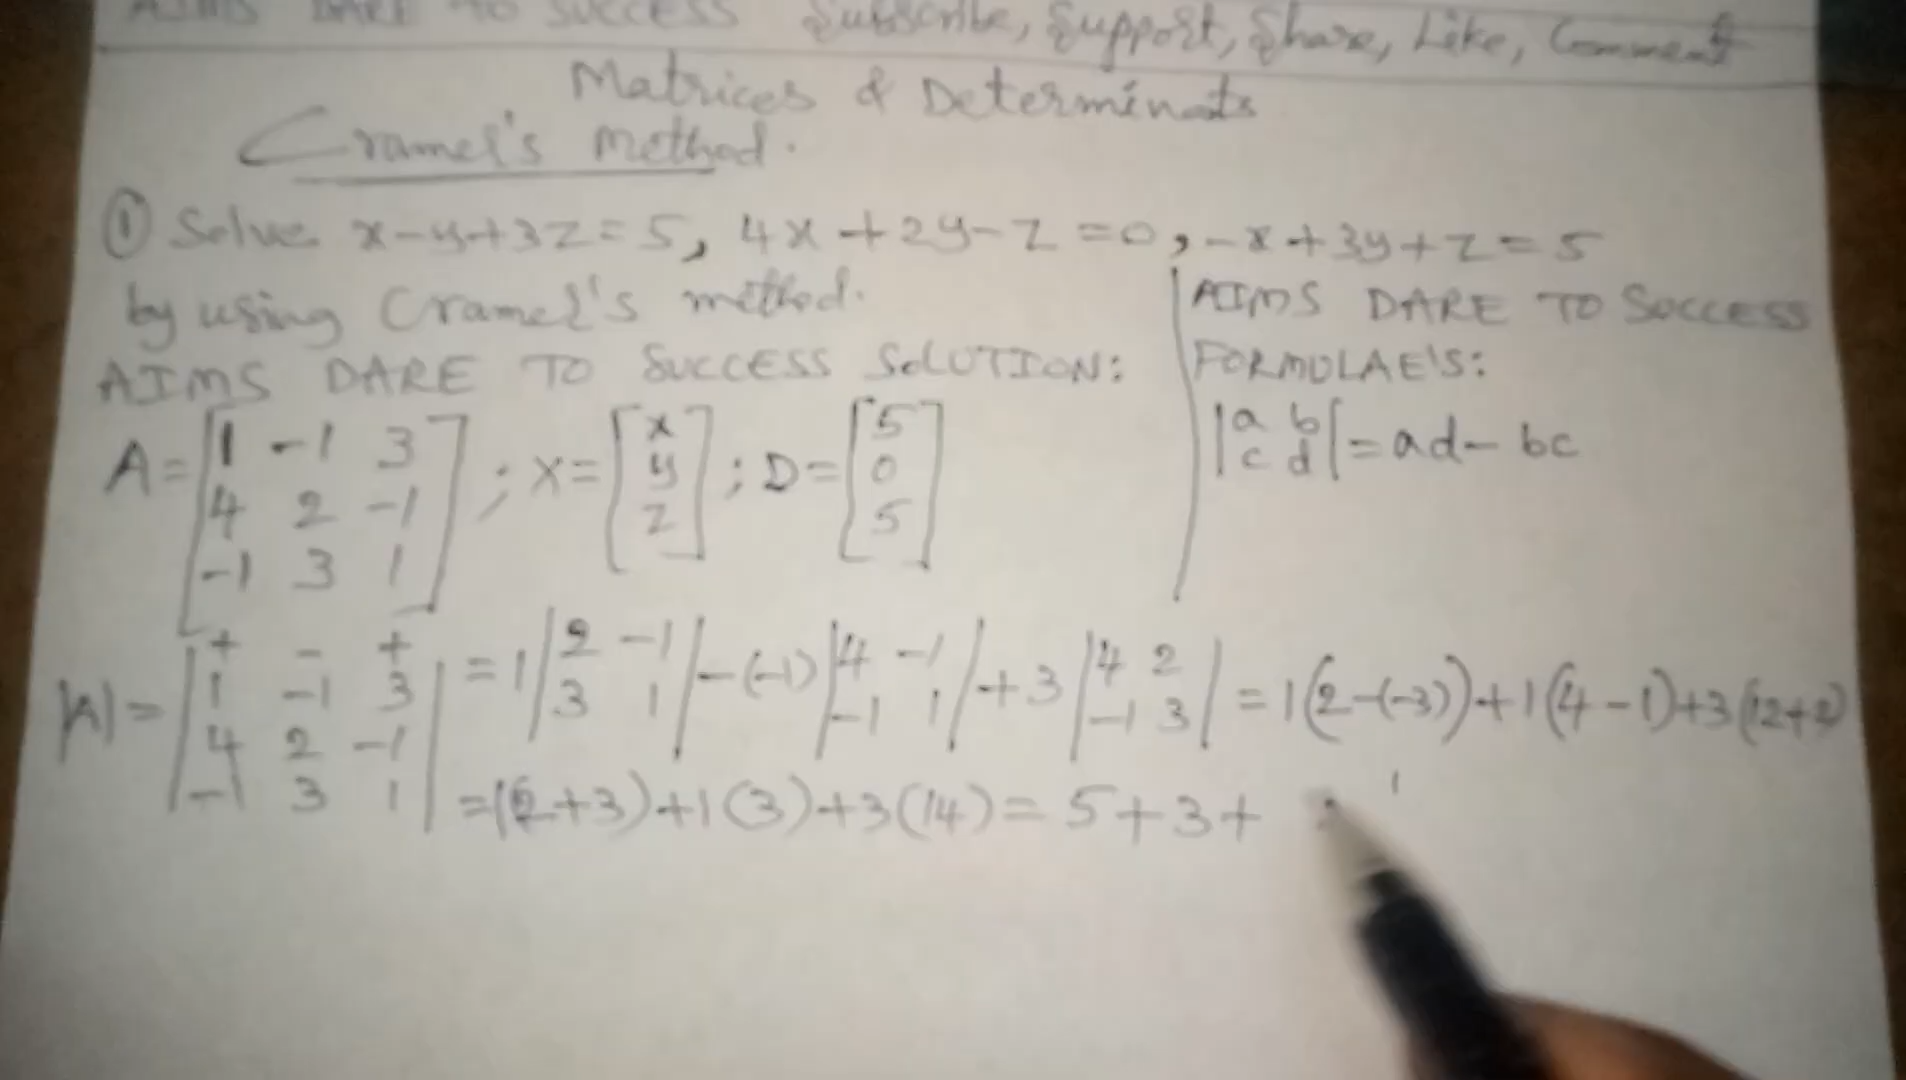 AIMS DARE TO SUCCESS Subscribe, Support, Share, Like, Comment
Matrices & Determinats
Cramel's method.
① Solve x-y+3z=5, 4x+2y-z=0, -x+3y+z=5
by using Cramel's method.
AIMS DARE TO SUCCESS SOLUTION:
AIMS DARE TO SUCCESS
FORMULAE'S:
|a b|
|c d| = ad - bc
A = [1 -1 3
4 2 -1
-1 3 1] ; X = [x
y
z] ; D = [5
0
5]
+ - +
|A| = |1 -1 3
4 2 -1
-1 3 1| = 1 |2 -1
3 1| - (-1) |4 -1
-1 1| + 3 |4 2
-1 3| = 1(2-(-3)) + 1(4-1) + 3(12+2)
= 1(2+3) + 1(3) + 3(14) = 5 + 3 +